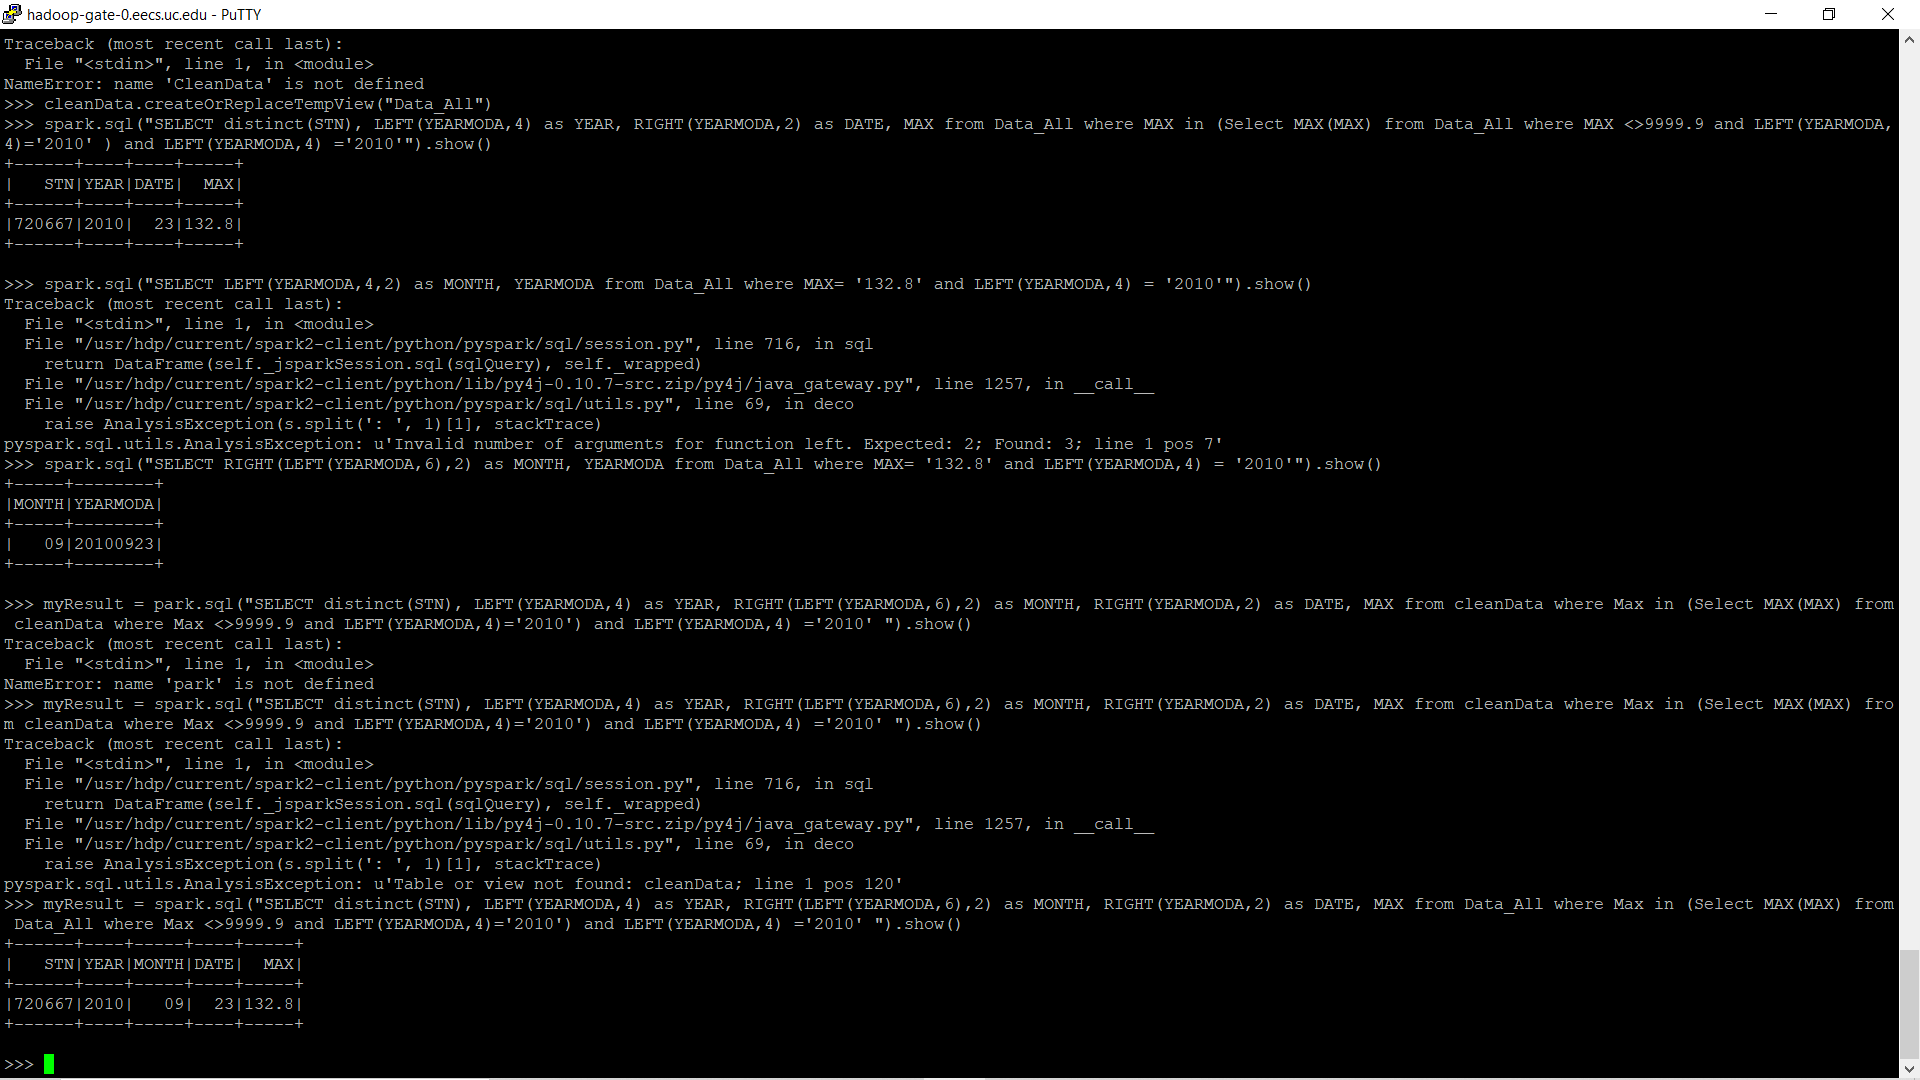 hadoop-gate-0.eecs.uc.edu - PuTTY
Traceback (most recent call last):
  File "<stdin>", line 1, in <module>
NameError: name 'CleanData' is not defined
>>> cleanData.createOrReplaceTempView("Data_All")
>>> spark.sql("SELECT distinct(STN), LEFT(YEARMODA,4) as YEAR, RIGHT(YEARMODA,2) as DATE, MAX from Data_All where MAX in (Select MAX(MAX) from Data_All where MAX <>9999.9 and LEFT(YEARMODA,
4)='2010' ) and LEFT(YEARMODA,4) ='2010'").show()
+------+----+----+-----+
|   STN|YEAR|DATE|  MAX|
+------+----+----+-----+
|720667|2010|  23|132.8|
+------+----+----+-----+
>>> spark.sql("SELECT LEFT(YEARMODA,4,2) as MONTH, YEARMODA from Data_All where MAX= '132.8' and LEFT(YEARMODA,4) = '2010'").show()
Traceback (most recent call last):
  File "<stdin>", line 1, in <module>
  File "/usr/hdp/current/spark2-client/python/pyspark/sql/session.py", line 716, in sql
    return DataFrame(self._jsparkSession.sql(sqlQuery), self._wrapped)
  File "/usr/hdp/current/spark2-client/python/lib/py4j-0.10.7-src.zip/py4j/java_gateway.py", line 1257, in __call__
  File "/usr/hdp/current/spark2-client/python/pyspark/sql/utils.py", line 69, in deco
    raise AnalysisException(s.split(': ', 1)[1], stackTrace)
pyspark.sql.utils.AnalysisException: u'Invalid number of arguments for function left. Expected: 2; Found: 3; line 1 pos 7'
>>> spark.sql("SELECT RIGHT(LEFT(YEARMODA,6),2) as MONTH, YEARMODA from Data_All where MAX= '132.8' and LEFT(YEARMODA,4) = '2010'").show()
+-----+--------+
|MONTH|YEARMODA|
+-----+--------+
|   09|20100923|
+-----+--------+
>>> myResult = park.sql("SELECT distinct(STN), LEFT(YEARMODA,4) as YEAR, RIGHT(LEFT(YEARMODA,6),2) as MONTH, RIGHT(YEARMODA,2) as DATE, MAX from cleanData where Max in (Select MAX(MAX) from
 cleanData where Max <>9999.9 and LEFT(YEARMODA,4)='2010') and LEFT(YEARMODA,4) ='2010' ").show()
Traceback (most recent call last):
  File "<stdin>", line 1, in <module>
NameError: name 'park' is not defined
>>> myResult = spark.sql("SELECT distinct(STN), LEFT(YEARMODA,4) as YEAR, RIGHT(LEFT(YEARMODA,6),2) as MONTH, RIGHT(YEARMODA,2) as DATE, MAX from cleanData where Max in (Select MAX(MAX) fro
m cleanData where Max <>9999.9 and LEFT(YEARMODA,4)='2010') and LEFT(YEARMODA,4) ='2010' ").show()
Traceback (most recent call last):
  File "<stdin>", line 1, in <module>
  File "/usr/hdp/current/spark2-client/python/pyspark/sql/session.py", line 716, in sql
    return DataFrame(self._jsparkSession.sql(sqlQuery), self._wrapped)
  File "/usr/hdp/current/spark2-client/python/lib/py4j-0.10.7-src.zip/py4j/java_gateway.py", line 1257, in __call__
  File "/usr/hdp/current/spark2-client/python/pyspark/sql/utils.py", line 69, in deco
    raise AnalysisException(s.split(': ', 1)[1], stackTrace)
pyspark.sql.utils.AnalysisException: u'Table or view not found: cleanData; line 1 pos 120'
>>> myResult = spark.sql("SELECT distinct(STN), LEFT(YEARMODA,4) as YEAR, RIGHT(LEFT(YEARMODA,6),2) as MONTH, RIGHT(YEARMODA,2) as DATE, MAX from Data_All where Max in (Select MAX(MAX) from
 Data_All where Max <>9999.9 and LEFT(YEARMODA,4)='2010') and LEFT(YEARMODA,4) ='2010' ").show()
+------+----+-----+----+-----+
|   STN|YEAR|MONTH|DATE|  MAX|
+------+----+-----+----+-----+
|720667|2010|   09|  23|132.8|
+------+----+-----+----+-----+
>>>